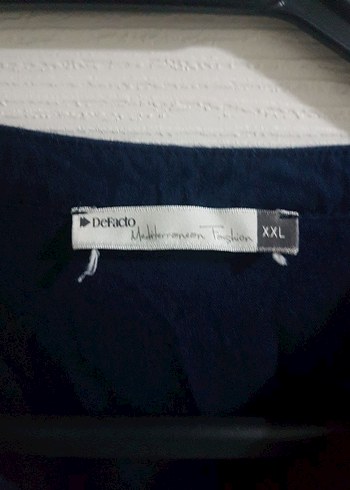 DeFacto
Mediterranean Fashion
XXL